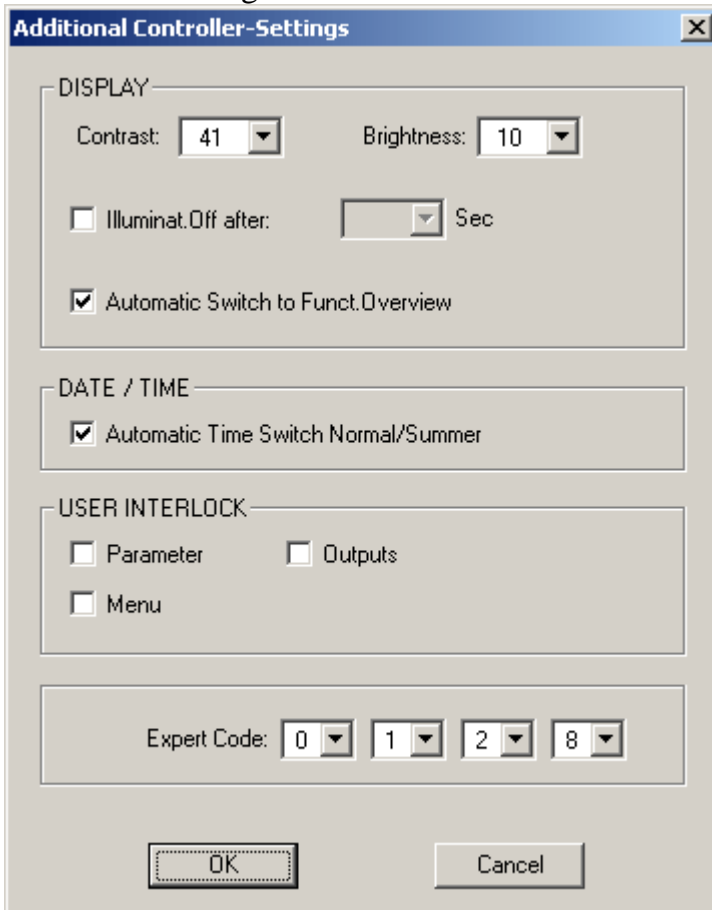 Additional Controller-Settings
DISPLAY
Contrast: 41 Brightness: 10
Illuminat.Off after: Sec
Automatic Switch to Funct.Overview
DATE / TIME
Automatic Time Switch Normal/Summer
USER INTERLOCK
Parameter Outputs
Menu
Expert Code: 0 1 2 8
OK Cancel